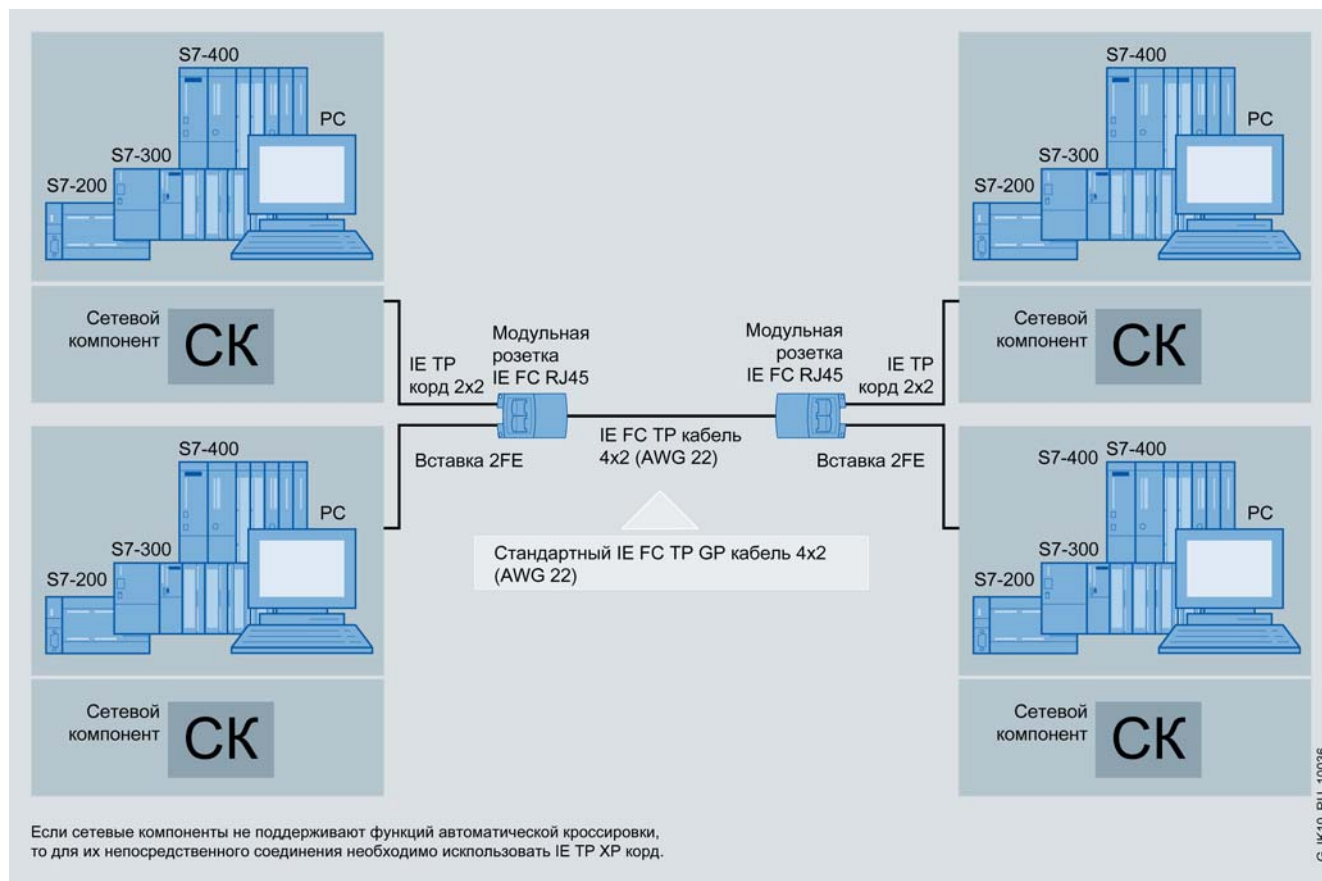 S7-400
PC
S7-300
S7-200
Сетевой
компонент
СК
S7-400
PC
S7-300
S7-200
Сетевой
компонент
СК
IE TP
корд 2x2
Модульная
розетка
IE FC RJ45
Вставка 2FE
IE FC TP кабель
4x2 (AWG 22)
Стандартный IE FC TP GP кабель 4x2
(AWG 22)
Модульная
розетка
IE FC RJ45
IE TP
корд 2x2
Вставка 2FE
S7-400
PC
S7-300
S7-200
Сетевой
компонент
СК
S7-400 S7-400
PC
S7-300
S7-200
Сетевой
компонент
СК
Если сетевые компоненты не поддерживают функций автоматической кроссировки,
то для их непосредственного соединения необходимо искпользовать IE TP XP корд.
G_IK10_RU_10036